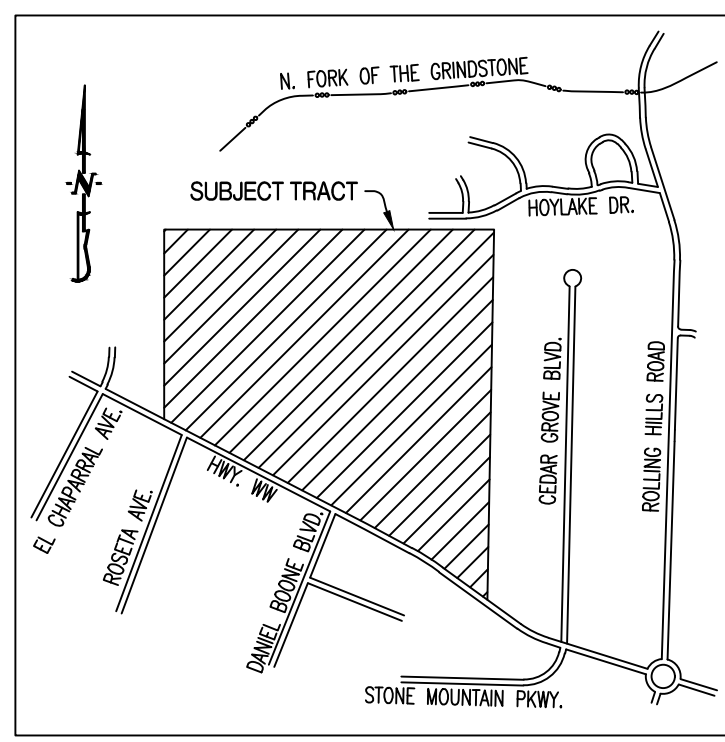 N. FORK OF THE GRINDSTONE
N
SUBJECT TRACT
HOYLAKE DR.
CEDAR GROVE BLVD.
ROLLING HILLS ROAD
EL CHAPARRAL AVE.
ROSETA AVE.
HWY. WW
DANIEL BOONE BLVD.
STONE MOUNTAIN PKWY.